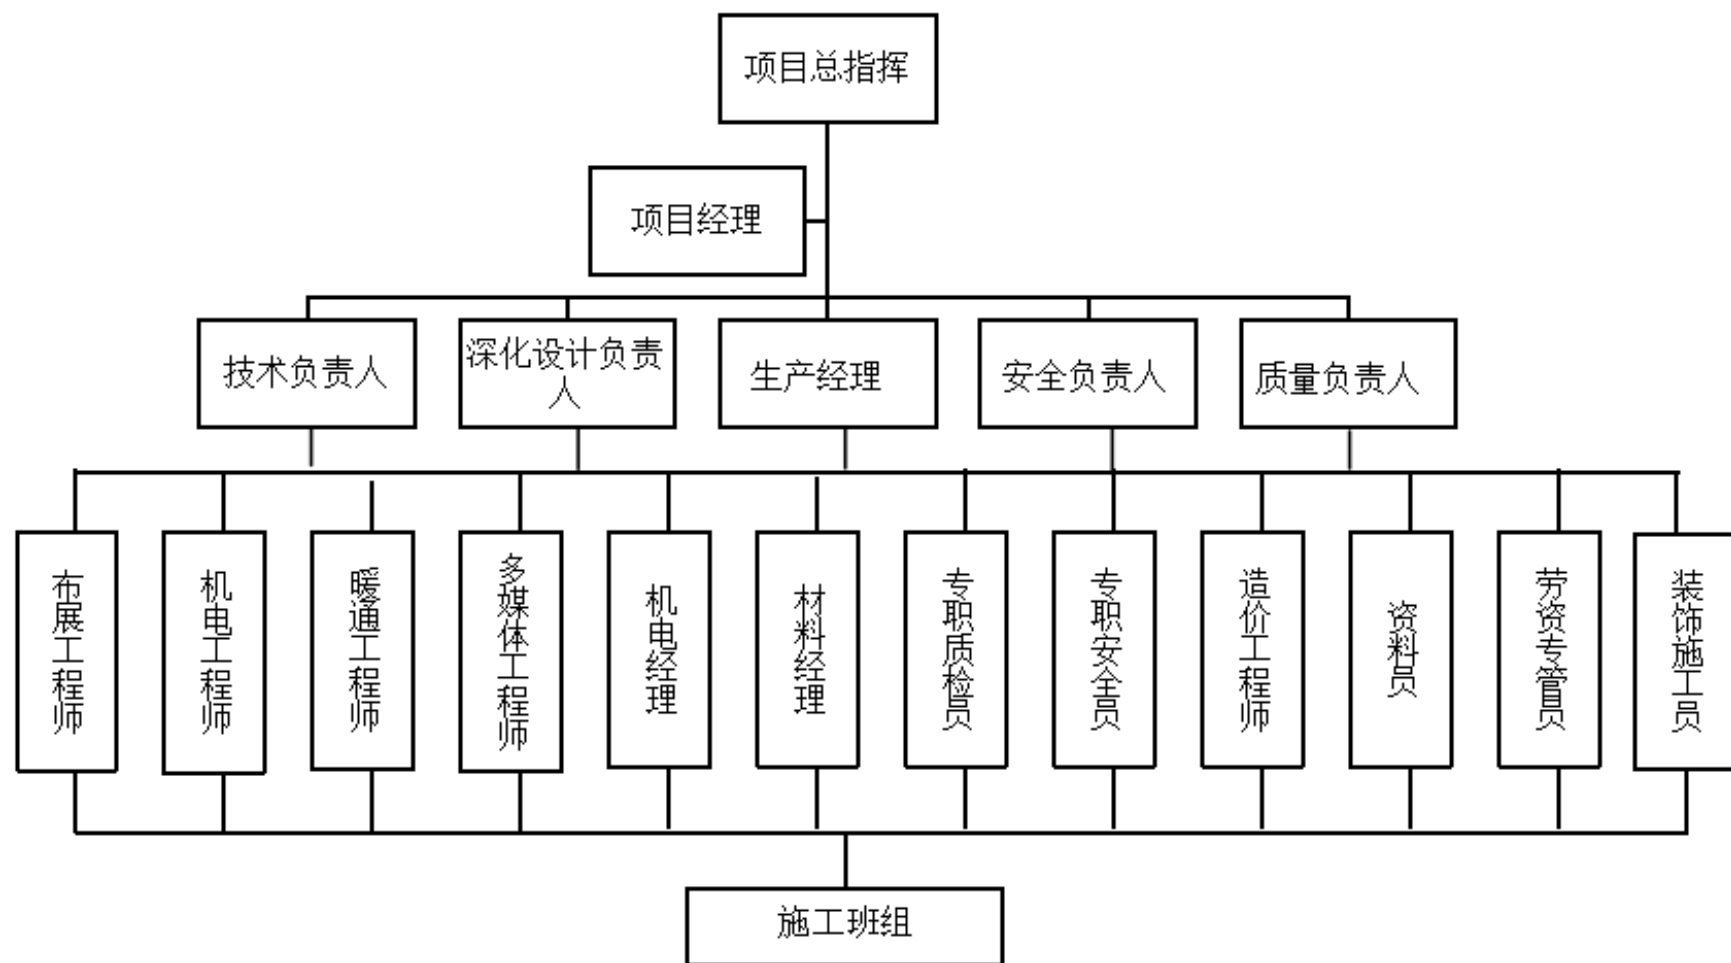 项目总指挥
项目经理
技术负责人
深化设计负责
人
生产经理
安全负责人
质量负责人
布展工程师
机电工程师
暖通工程师
多媒体工程师
机电经理
材料经理
专职质检员
专职安全员
造价工程师
资料员
劳资专管员
装饰施工员
施工班组